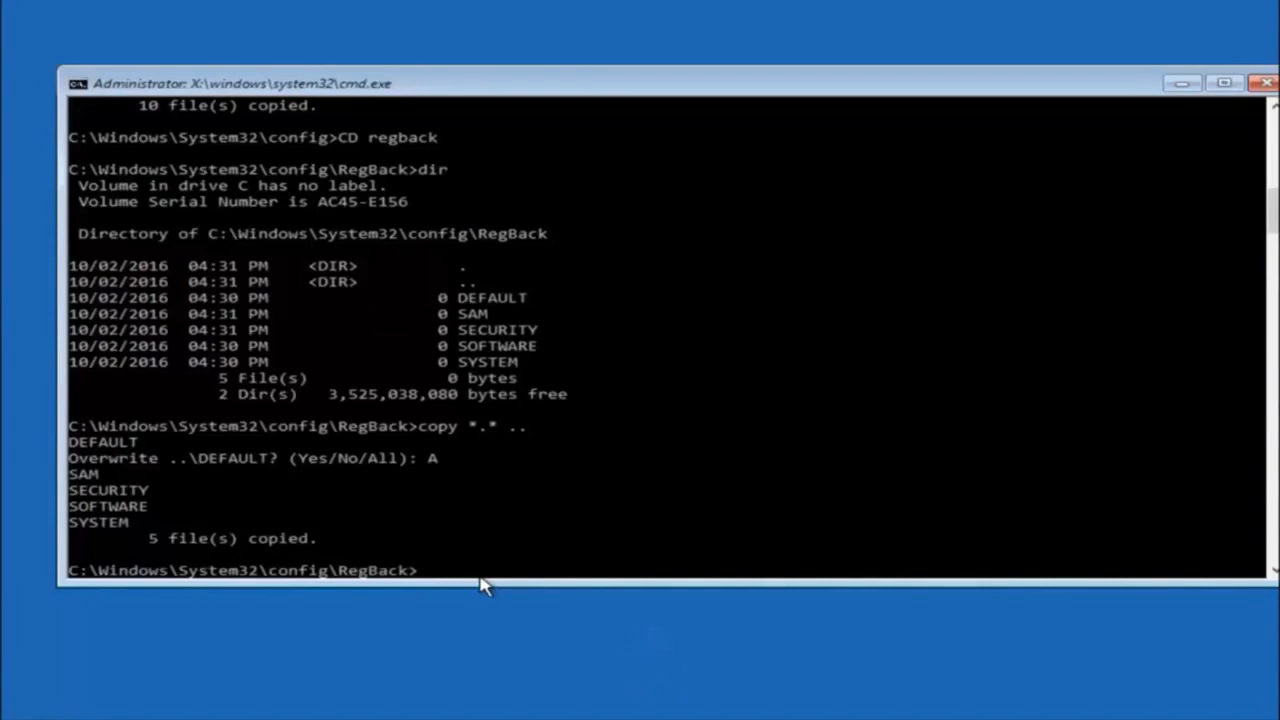 Administrator: X:\windows\system32\cmd.exe
10 file(s) copied.
C:\Windows\System32\config>CD regback
C:\Windows\System32\config\RegBack>dir
Volume in drive C has no label.
Volume Serial Number is AC45-E156
Directory of C:\Windows\System32\config\RegBack
10/02/2016 04:31 PM <DIR> .
10/02/2016 04:31 PM <DIR> ..
10/02/2016 04:30 PM 0 DEFAULT
10/02/2016 04:31 PM 0 SAM
10/02/2016 04:31 PM 0 SECURITY
10/02/2016 04:30 PM 0 SOFTWARE
10/02/2016 04:30 PM 0 SYSTEM
5 File(s) 0 bytes
2 Dir(s) 3,525,038,080 bytes free
C:\Windows\System32\config\RegBack>copy *.* ..
DEFAULT
Overwrite ..\DEFAULT? (Yes/No/All): A
SAM
SECURITY
SOFTWARE
SYSTEM
5 file(s) copied.
C:\Windows\System32\config\RegBack>